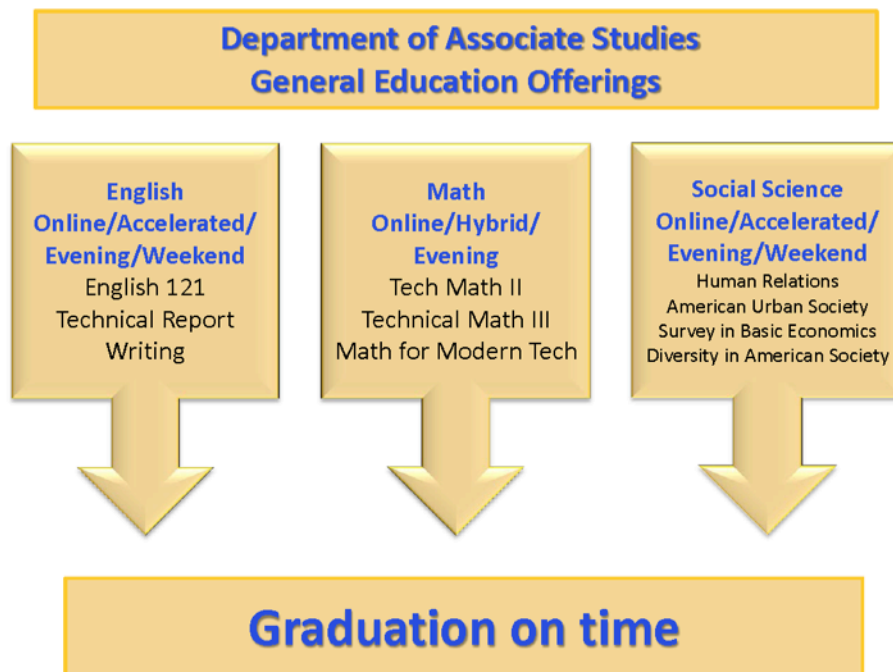 Department of Associate Studies
General Education Offerings
English
Online/Accelerated/
Evening/Weekend
English 121
Technical Report
Writing
Math
Online/Hybrid/
Evening
Tech Math II
Technical Math III
Math for Modern Tech
Social Science
Online/Accelerated/
Evening/Weekend
Human Relations
American Urban Society
Survey in Basic Economics
Diversity in American Society
Graduation on time